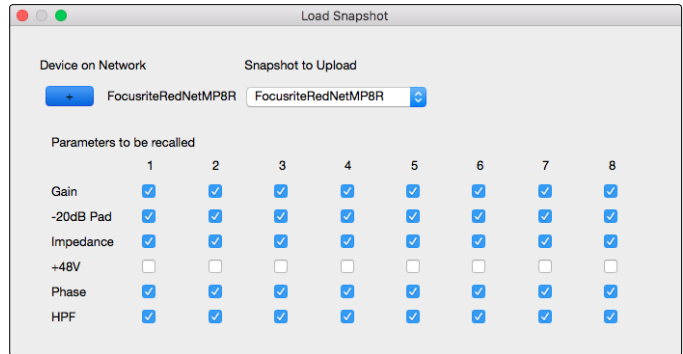 Load Snapshot
Device on Network Snapshot to Upload
+ FocusriteRedNetMP8R FocusriteRedNetMP8R
Parameters to be recalled
1 2 3 4 5 6 7 8
Gain
-20dB Pad
Impedance
+48V
Phase
HPF